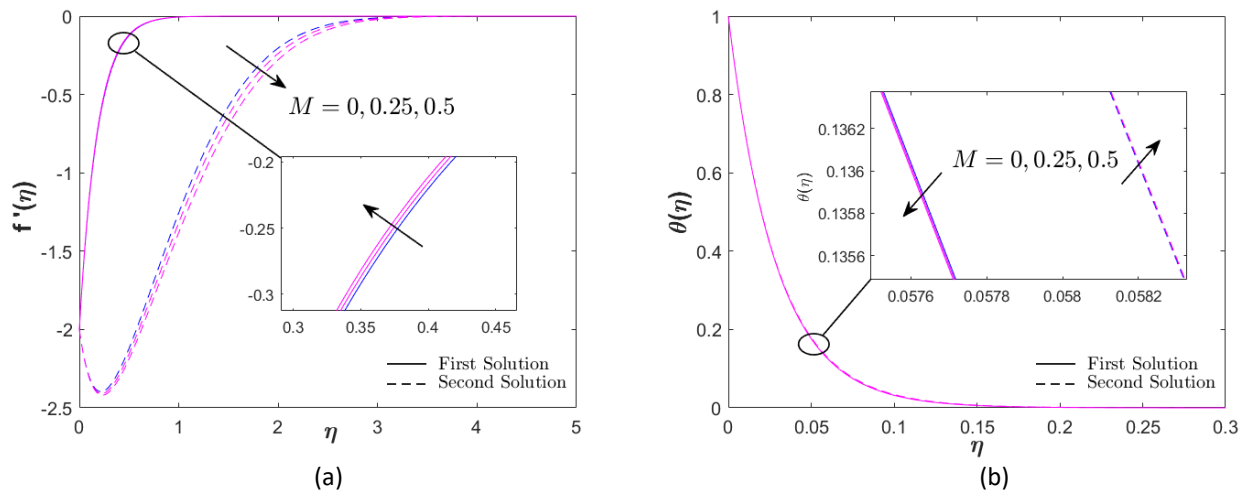 0
-0.5
-1
-1.5
-2
-2.5
f '(η)
0 1 2 3 4 5
η
M = 0, 0.25, 0.5
-0.2
-0.25
-0.3
0.3 0.35 0.4 0.45
First Solution
Second Solution
(a)
1
0.8
0.6
0.4
0.2
0
θ(η)
0 0.05 0.1 0.15 0.2 0.25 0.3
η
0.1362
0.136
0.1358
0.1356
θ(η)
M = 0, 0.25, 0.5
0.0576 0.0578 0.058 0.0582
First Solution
Second Solution
(b)